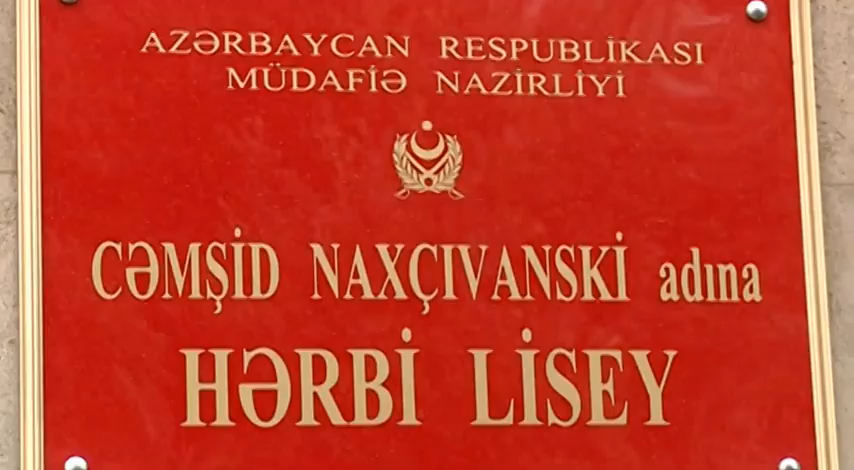 AZƏRBAYCAN RESPUBLİKASI
MÜDAFİƏ NAZİRLİYİ
CƏMŞİD NAXÇIVANSKİ adına
HƏRBİ LİSEY